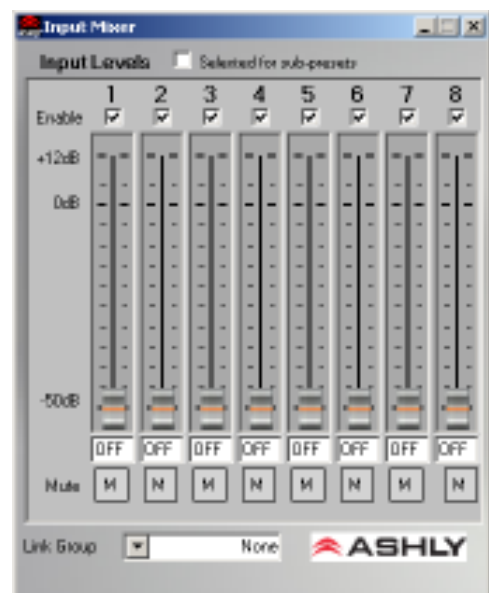 Input Mixer
Input Levels Selected for sub-presets
1 2 3 4 5 6 7 8
Enable
+12dB
0dB
-50dB
OFF OFF OFF OFF OFF OFF OFF OFF
Mute M M M M M M M M
Link Group None ASHLY